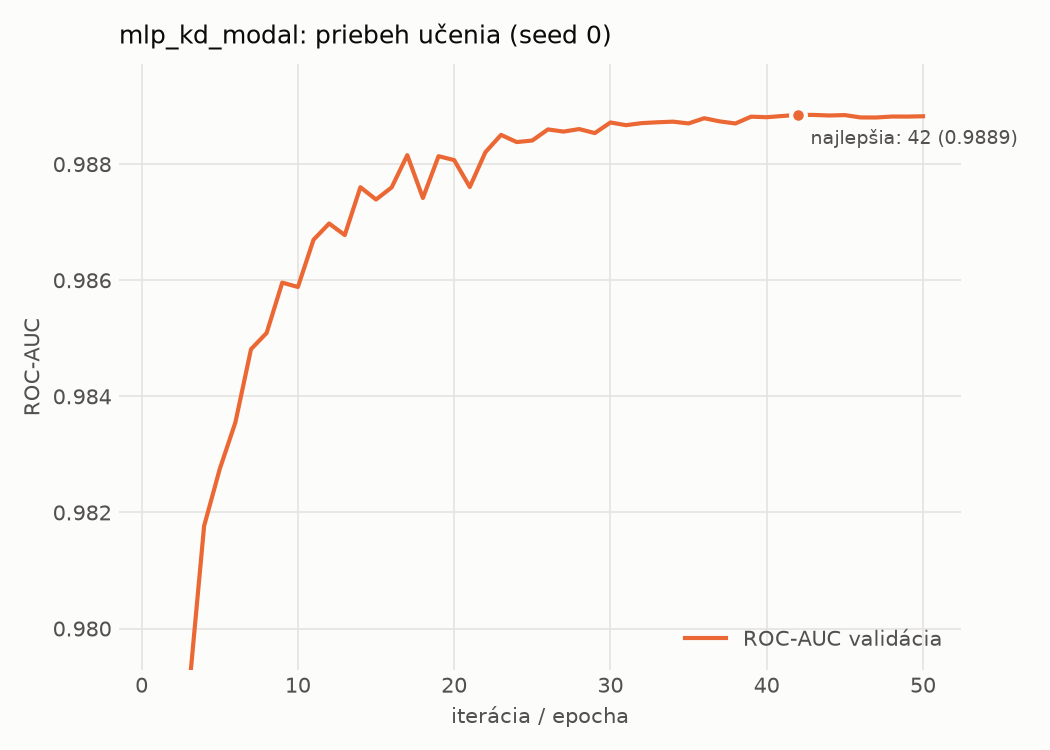 mlp_kd_modal: priebeh učenia (seed 0)
najlepšia: 42 (0.9889)
0.988
0.986
0.984
0.982
0.980
ROC-AUC
ROC-AUC validácia
0 10 20 30 40 50
iterácia / epocha